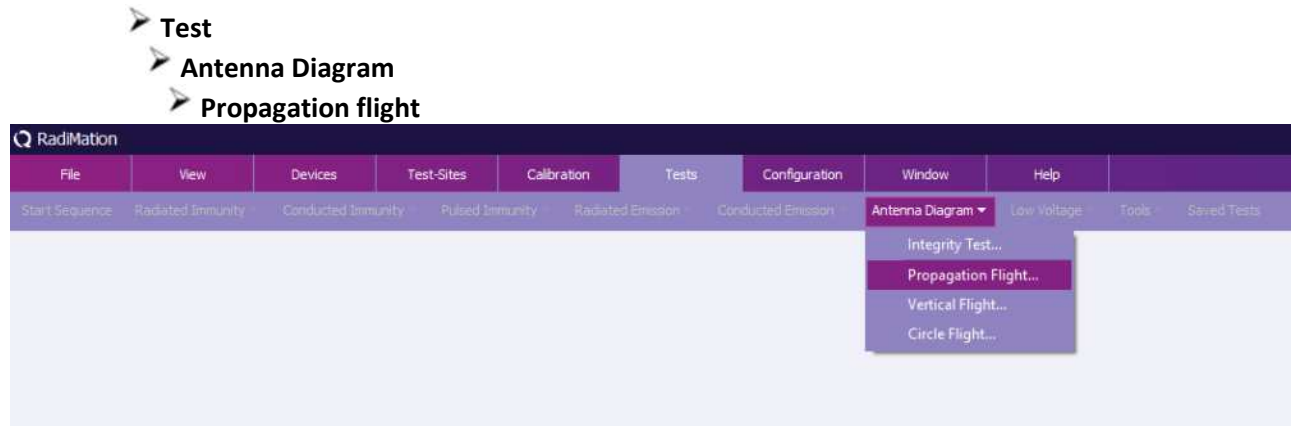 Test
Antenna Diagram
Propagation flight
RadiMation
File View Devices Test-Sites Calibration Tests Configuration Window Help
Start Sequence Radiated Immunity Conducted Immunity Pulsed Immunity Radiated Emission Conducted Emission Antenna Diagram Low Voltage Tools Saved Tests
Integrity Test...
Propagation Flight...
Vertical Flight...
Circle Flight...